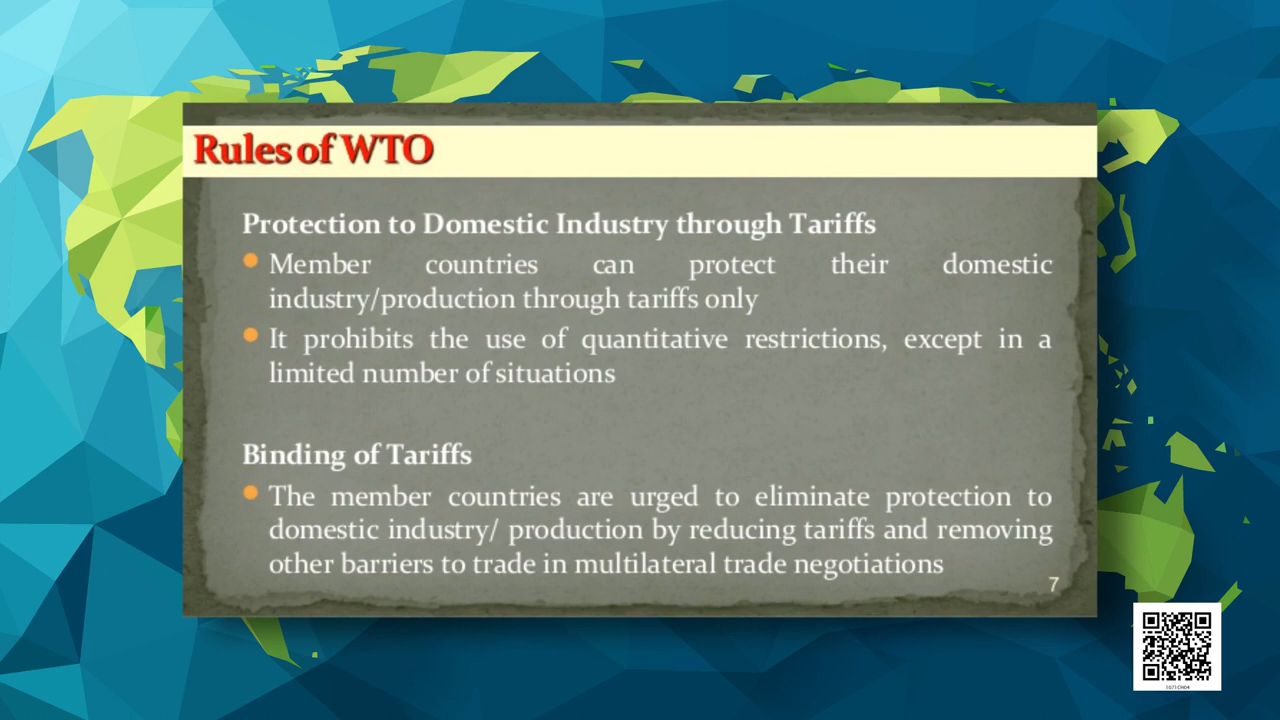 Rules of WTO
Protection to Domestic Industry through Tariffs
Member countries can protect their domestic
industry/production through tariffs only
It prohibits the use of quantitative restrictions, except in a
limited number of situations
Binding of Tariffs
The member countries are urged to eliminate protection to
domestic industry/ production by reducing tariffs and removing
other barriers to trade in multilateral trade negotiations
7
1071CH04